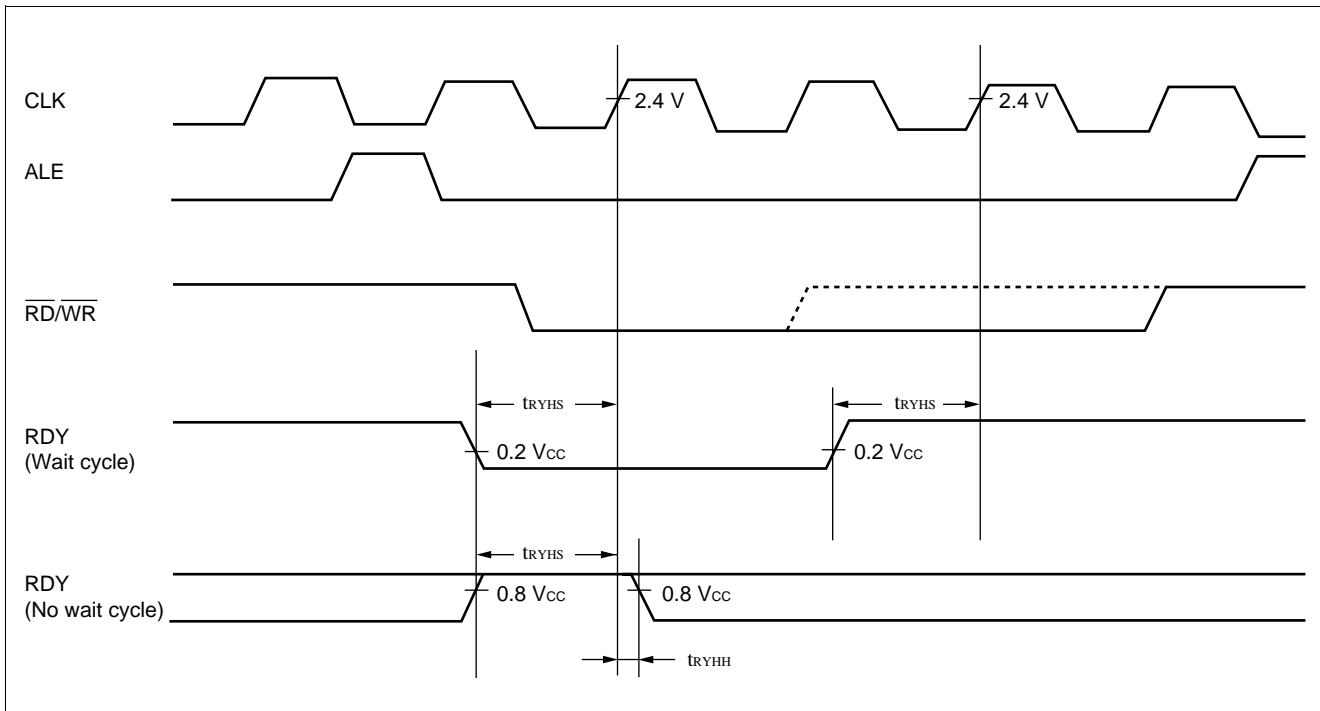 CLK
2.4 V
2.4 V
ALE
RD/WR
tRYHS
tRYHS
RDY
(Wait cycle)
0.2 VCC
0.2 VCC
tRYHS
RDY
(No wait cycle)
0.8 VCC
0.8 VCC
tRYHH